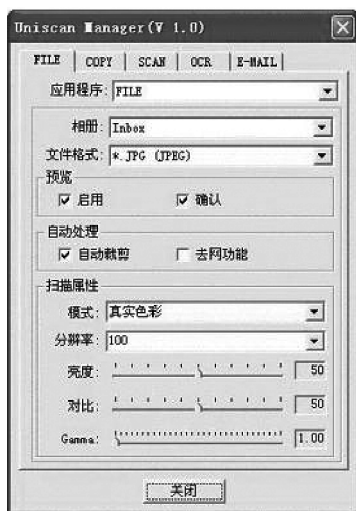 Uniscan Manager(V 1.0)
FILE COPY SCAN OCR E-MAIL
应用程序: FILE
相册: Inbox
文件格式: *.JPG (JPEG)
预览
启用 确认
自动处理
自动裁剪 去网功能
扫描属性
模式: 真实色彩
分辨率: 100
亮度: 50
对比: 50
Gamma: 1.00
关闭